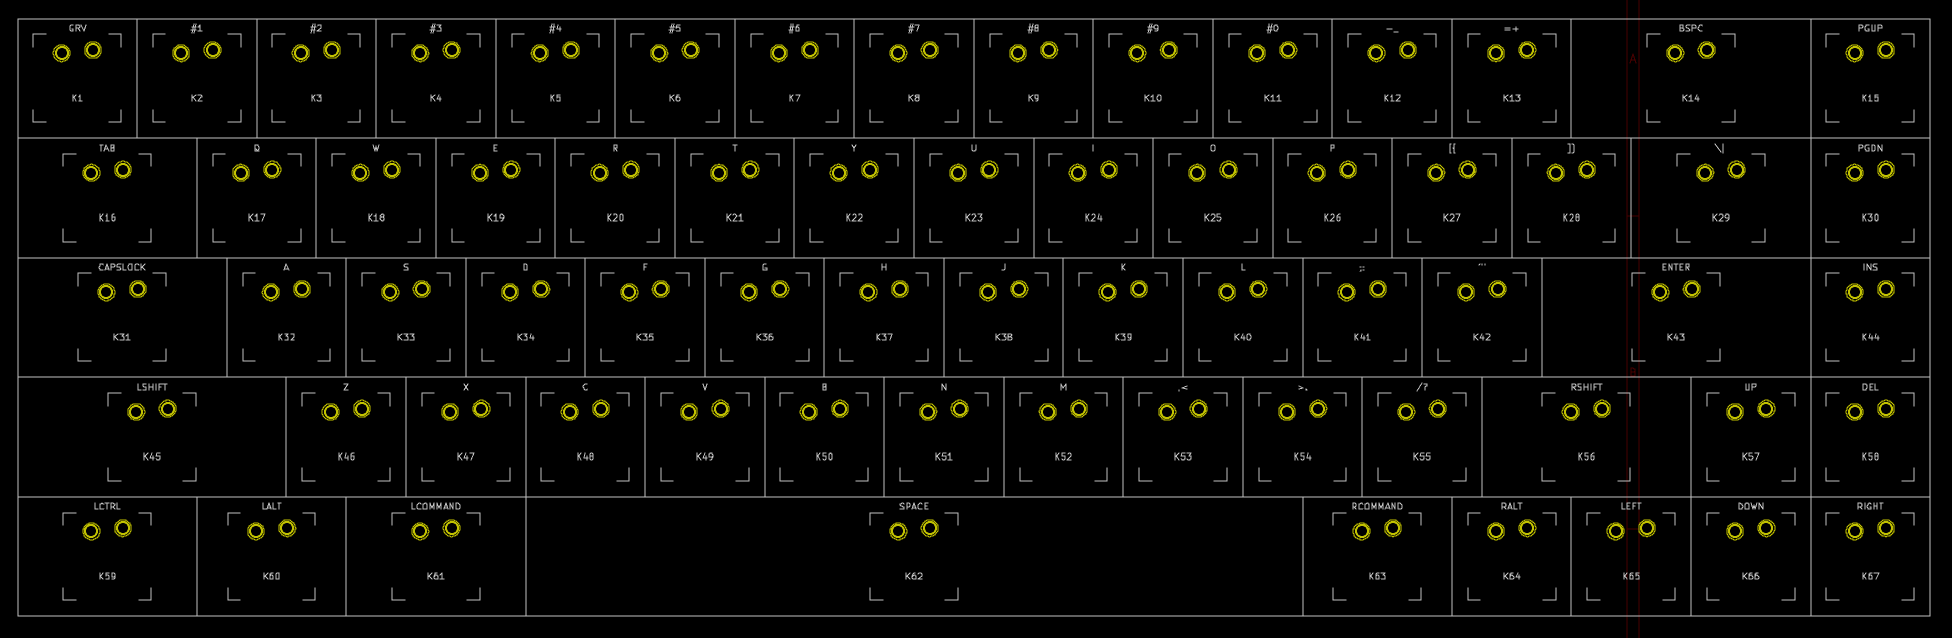 GRV #1 #2 #3 #4 #5 #6 #7 #8 #9 #0 -_ =+ BSPC PGUP
A
K1 K2 K3 K4 K5 K6 K7 K8 K9 K10 K11 K12 K13 K14 K15
TAB Q W E R T Y U I O P [{ ]} \| PGDN
K16 K17 K18 K19 K20 K21 K22 K23 K24 K25 K26 K27 K28 K29 K30
CAPSLOCK A S D F G H J K L ;: '" ENTER INS
K31 K32 K33 K34 K35 K36 K37 K38 K39 K40 K41 K42 K43 K44
B
LSHIFT Z X C V B N M ,< >. /? RSHIFT UP DEL
K45 K46 K47 K48 K49 K50 K51 K52 K53 K54 K55 K56 K57 K58
LCTRL LALT LCOMMAND SPACE RCOMMAND RALT LEFT DOWN RIGHT
K59 K60 K61 K62 K63 K64 K65 K66 K67